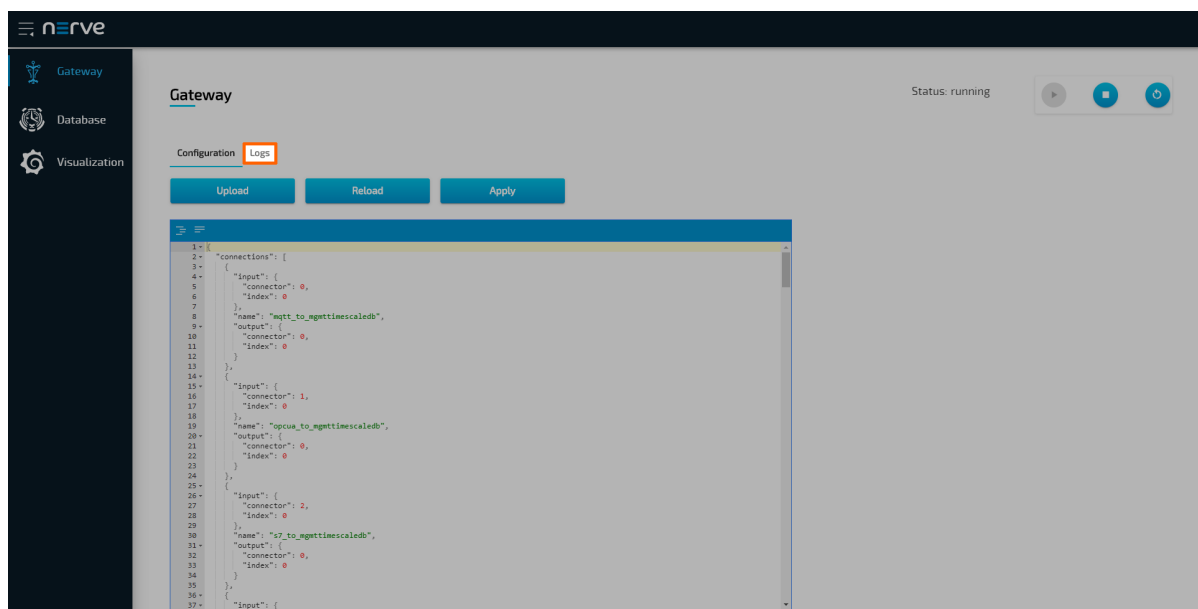 nerve
Gateway
Database
Visualization
Gateway
Status: running
Configuration Logs
Upload Reload Apply
1 {
2 "connections": [
3 {
4 "input": {
5 "connector": 0,
6 "index": 0
7 },
8 "name": "mqtt_to_mgmttimescaledb",
9 "output": {
10 "connector": 0,
11 "index": 0
12 }
13 },
14 {
15 "input": {
16 "connector": 1,
17 "index": 0
18 },
19 "name": "opcua_to_mgmttimescaledb",
20 "output": {
21 "connector": 0,
22 "index": 0
23 }
24 },
25 {
26 "input": {
27 "connector": 2,
28 "index": 0
29 },
30 "name": "s7_to_mgmttimescaledb",
31 "output": {
32 "connector": 0,
33 "index": 0
34 }
35 },
36 {
37 "input": {